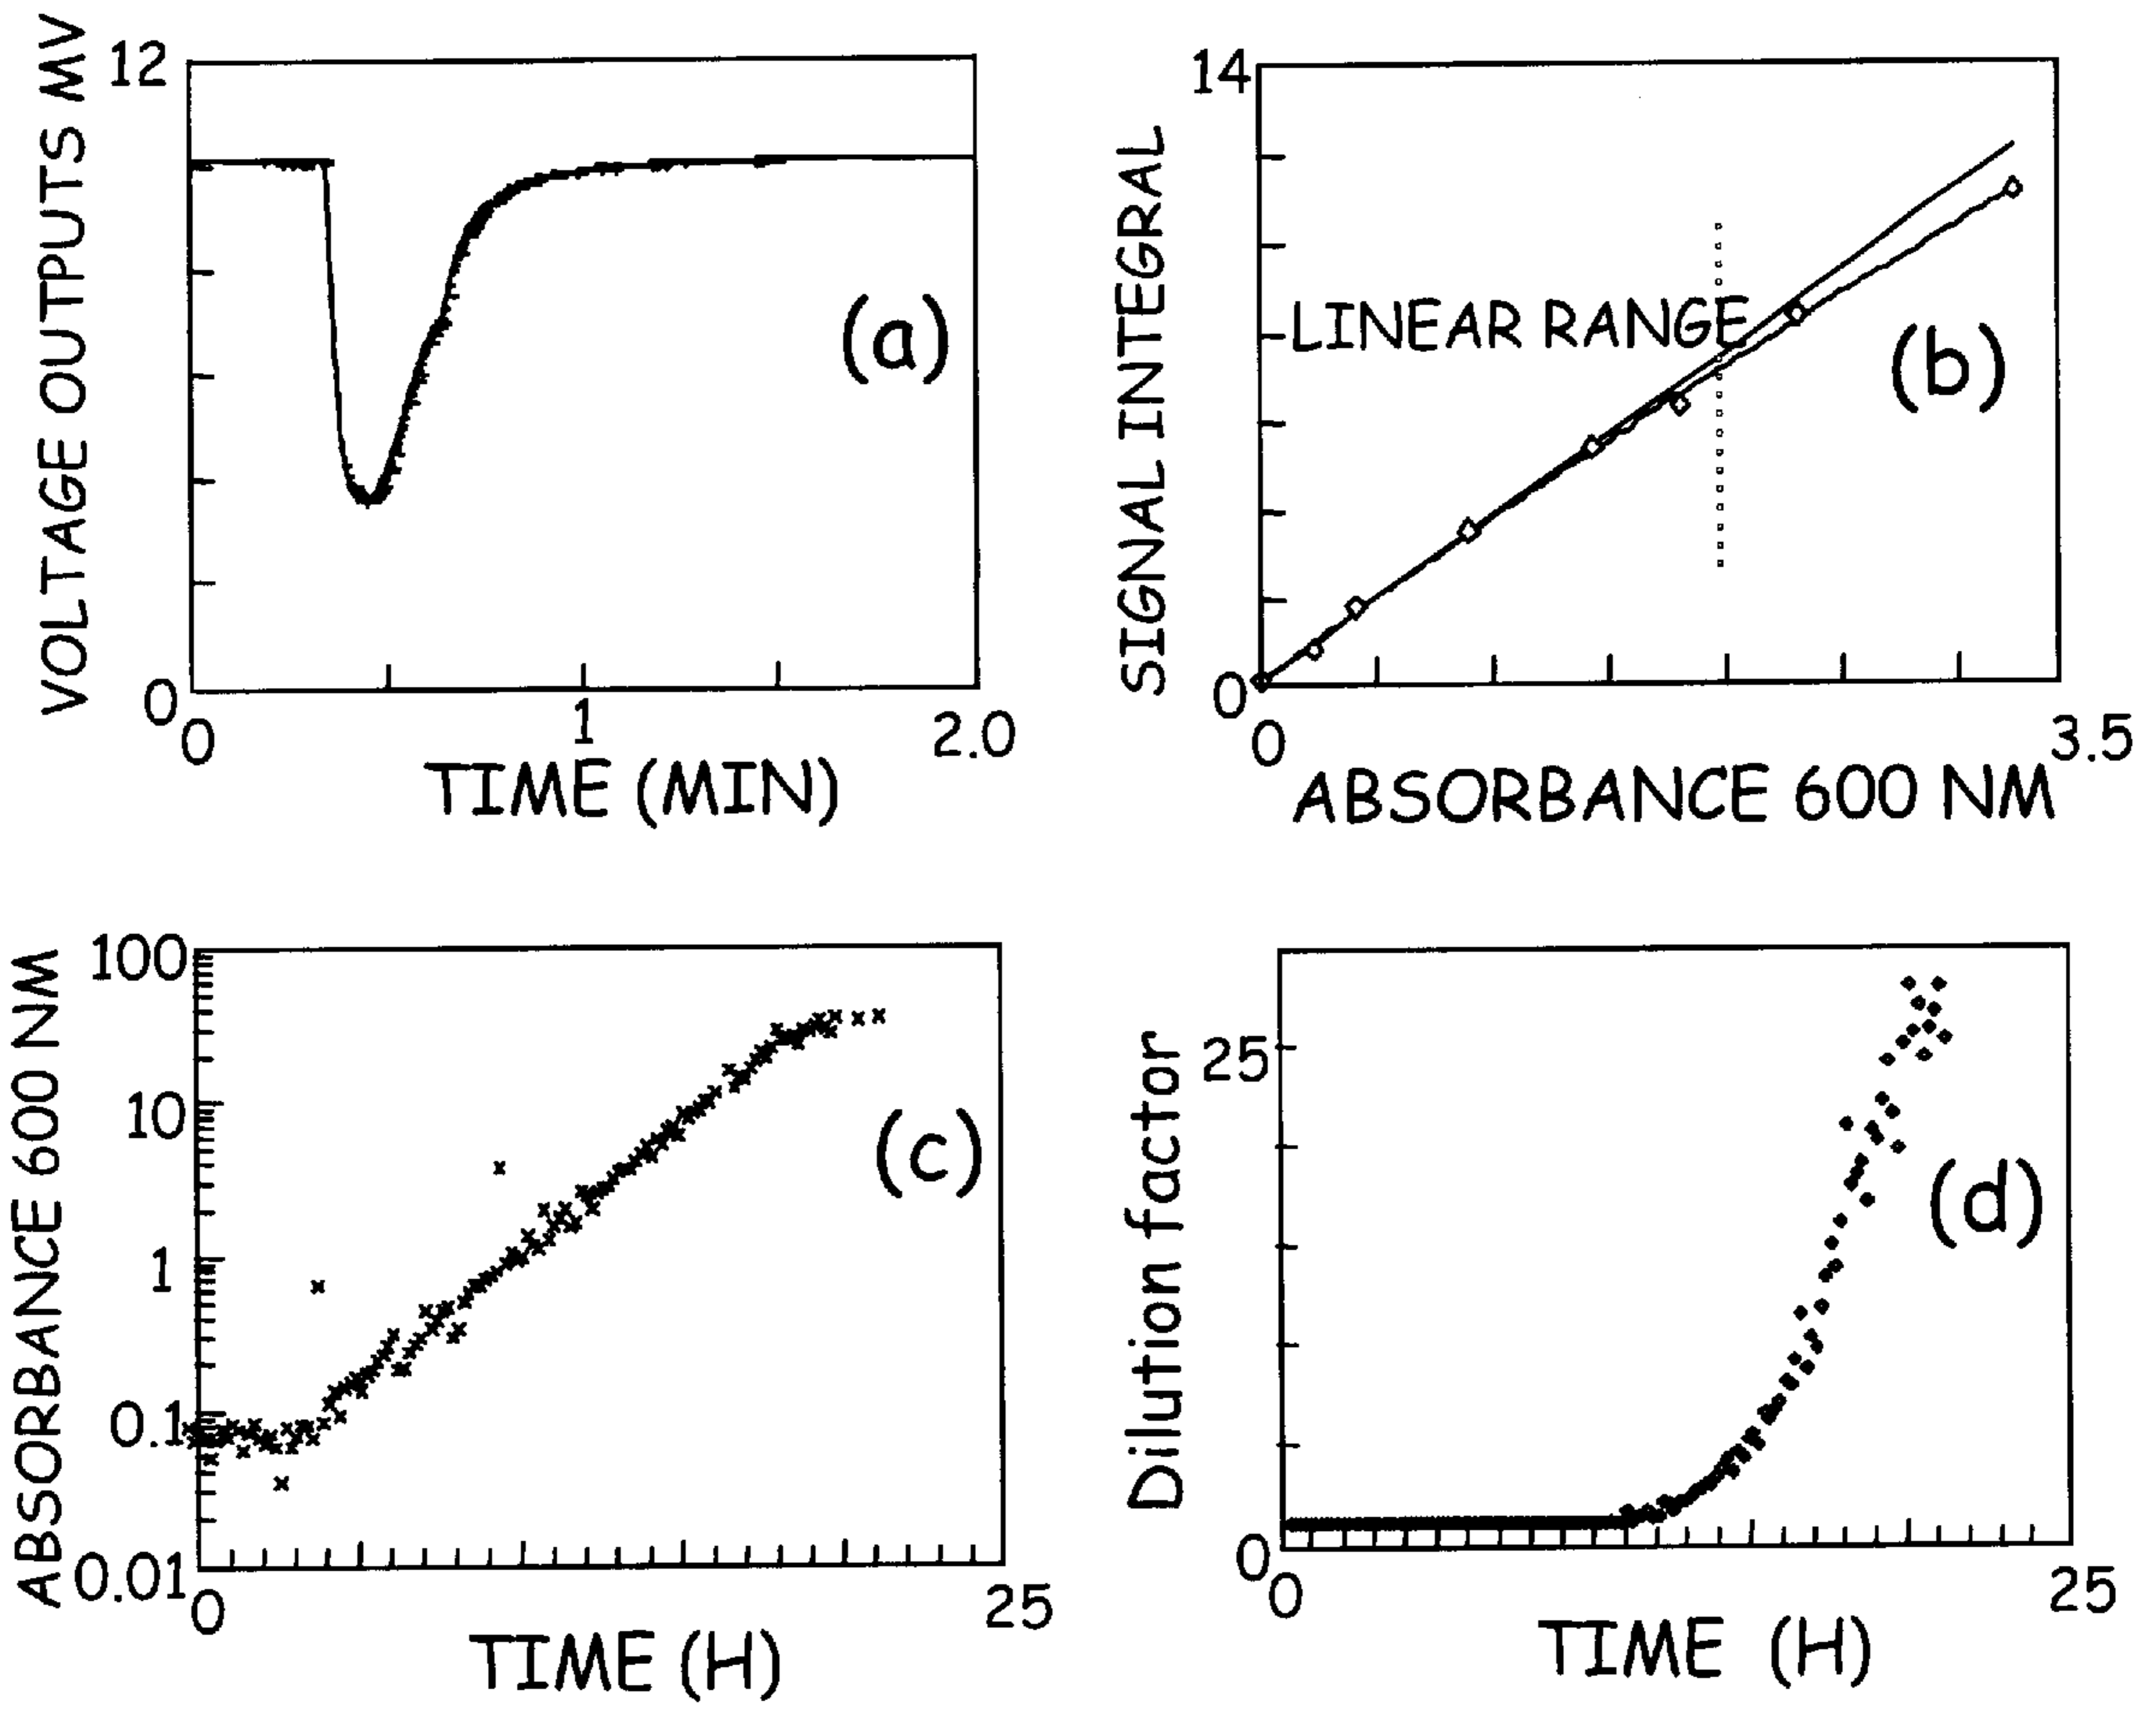 VOLTAGE OUTPUTS MV
12
0
0
1
2.0
TIME (MIN)
(a)
SIGNAL INTEGRAL
14
0
0
3.5
LINEAR RANGE
(b)
ABSORBANCE 600 NM
ABSORBANCE 600 NM
100
10
1
0.1
0.01
0
25
(c)
TIME (H)
Dilution factor
25
0
0
25
(d)
TIME (H)